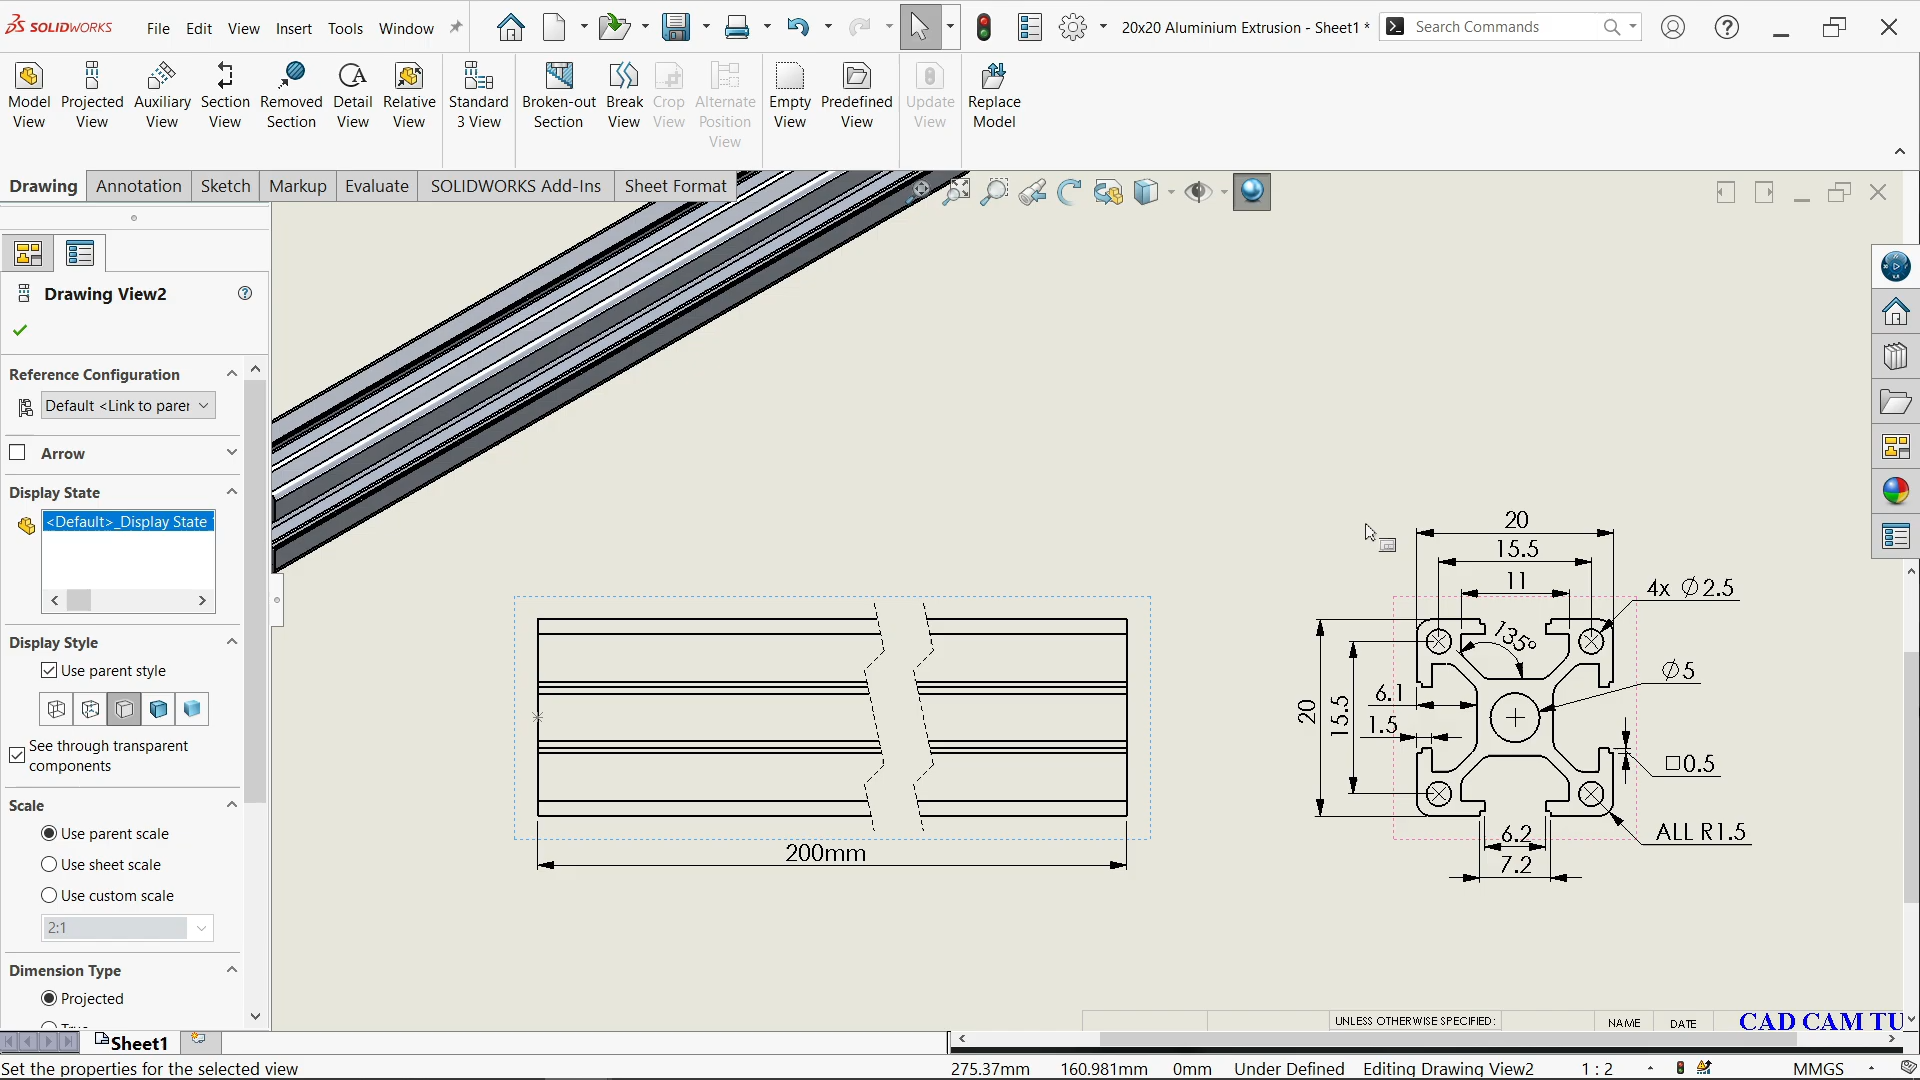 SOLIDWORKS File Edit View Insert Tools Window 20x20 Aluminium Extrusion - Sheet1 * Search Commands
Model View Projected View Auxiliary View Section View Removed Section Detail View Relative View Standard 3 View Broken-out Section Break View Crop View Alternate Position View Empty View Predefined View Update View Replace Model
Drawing Annotation Sketch Markup Evaluate SOLIDWORKS Add-Ins Sheet Format
Drawing View2
Reference Configuration
Default <Link to paren
Arrow
Display State
<Default>_Display State
Display Style
Use parent style
See through transparent
components
Scale
Use parent scale
Use sheet scale
Use custom scale
2:1
Dimension Type
Projected
200mm
20
15.5
11
4x ∅2.5
135°
∅5
6.1
20
15.5
1.5
□0.5
6.2
ALL R1.5
7.2
UNLESS OTHERWISE SPECIFIED: NAME DATE CAD CAM TU
Sheet1
Set the properties for the selected view 275.37mm 160.981mm 0mm Under Defined Editing Drawing View2 1 : 2 MMGS